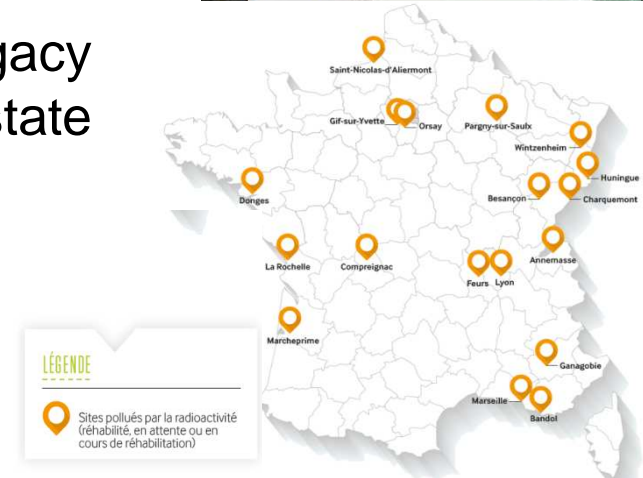 gacy
state
Saint-Nicolas-d'Aliermont
Gif-sur-Yvette
Orsay
Pargny-sur-Saulx
Wintzenheim
Huningue
Besançon
Charquemont
Donges
Annemasse
La Rochelle
Compreignac
Feurs
Lyon
Marcheprime
Ganagobie
Marseille
Bandol
LÉGENDE
Sites pollués par la radioactivité
(réhabilité, en attente ou en
cours de réhabilitation)